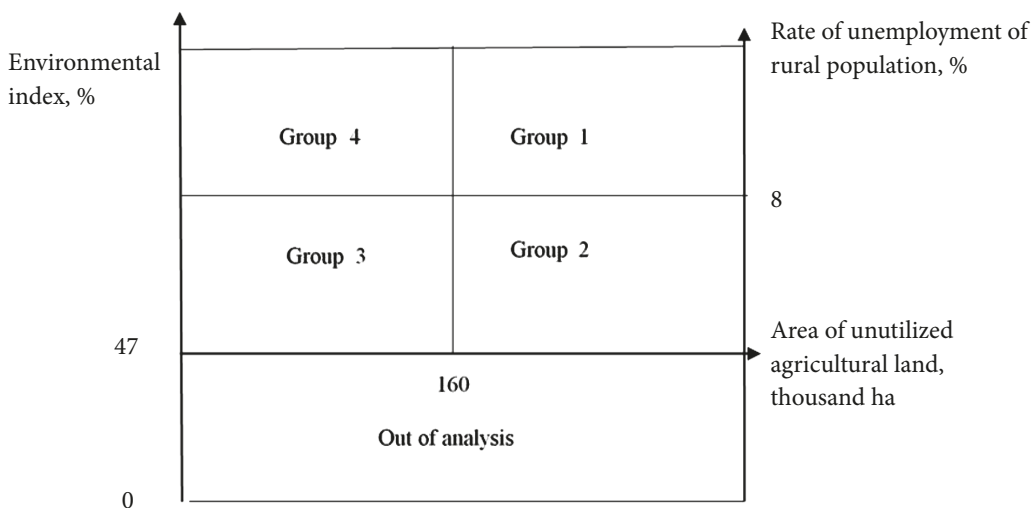 Environmental
index, %
Rate of unemployment of
rural population, %
Group 4
Group 1
8
Group 3
Group 2
47
Area of unutilized
agricultural land,
thousand ha
160
Out of analysis
0